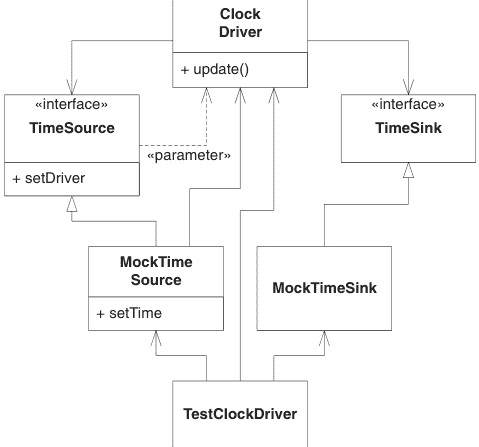 Clock
Driver
+ update()
«interface»
TimeSource
+ setDriver
«parameter»
«interface»
TimeSink
MockTime
Source
+ setTime
MockTimeSink
TestClockDriver